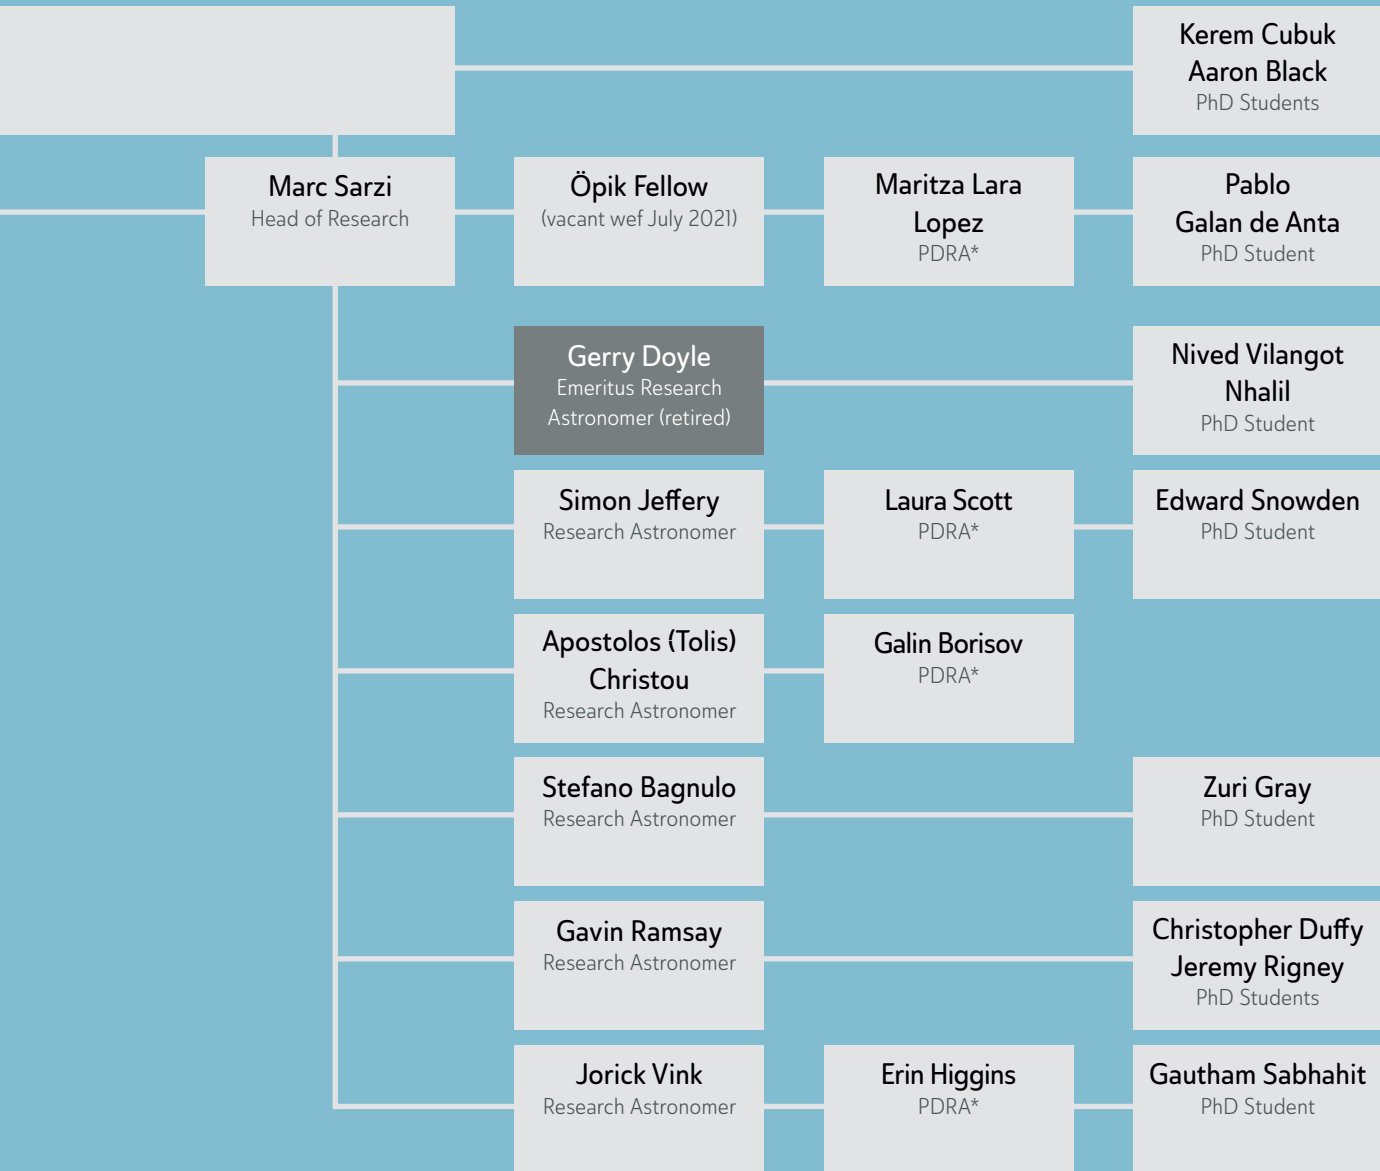 Kerem Cubuk
Aaron Black
PhD Students
Marc Sarzi
Head of Research
Öpik Fellow
(vacant wef July 2021)
Maritza Lara
Lopez
PDRA*
Pablo
Galan de Anta
PhD Student
Gerry Doyle
Emeritus Research
Astronomer (retired)
Nived Vilangot
Nhalil
PhD Student
Simon Jeffery
Research Astronomer
Laura Scott
PDRA*
Edward Snowden
PhD Student
Apostolos (Tolis)
Christou
Research Astronomer
Galin Borisov
PDRA*
Stefano Bagnulo
Research Astronomer
Zuri Gray
PhD Student
Gavin Ramsay
Research Astronomer
Christopher Duffy
Jeremy Rigney
PhD Students
Jorick Vink
Research Astronomer
Erin Higgins
PDRA*
Gautham Sabhahit
PhD Student